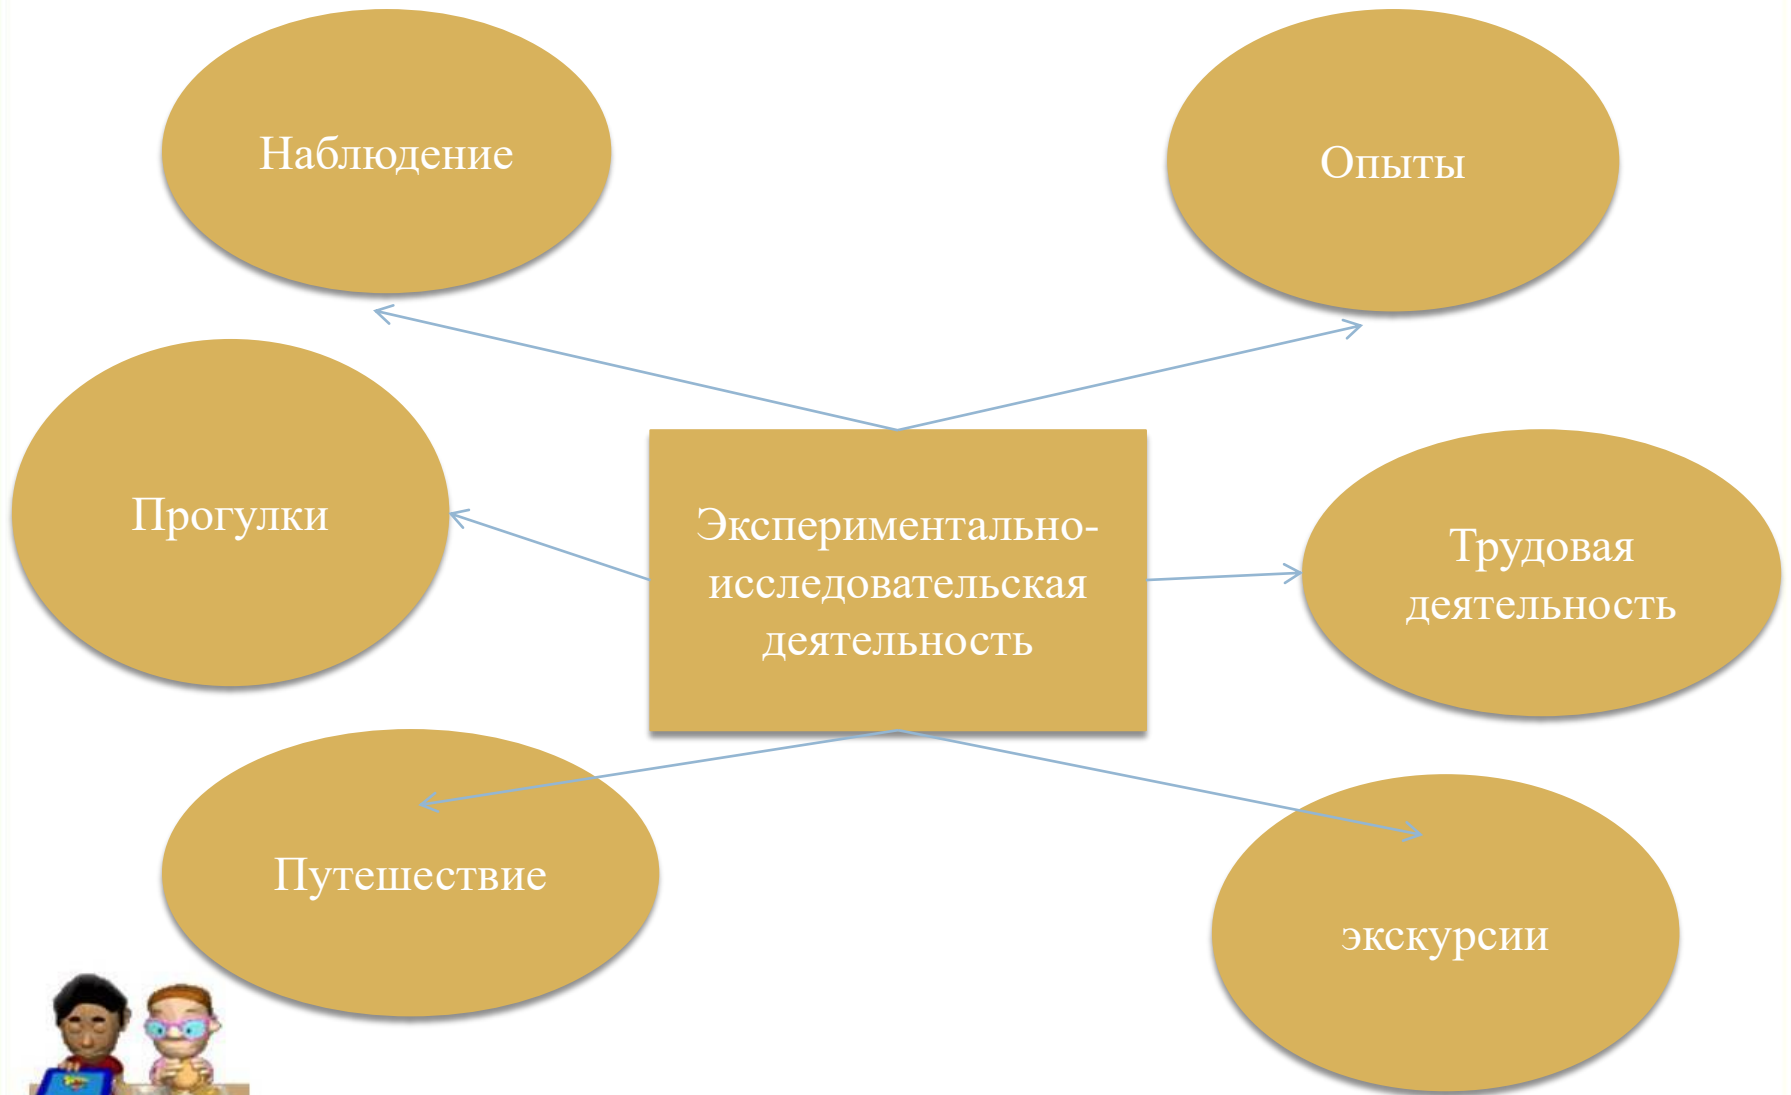 Наблюдение
Опыты
Прогулки
Экспериментально-
исследовательская
деятельность
Трудовая
деятельность
Путешествие
экскурсии